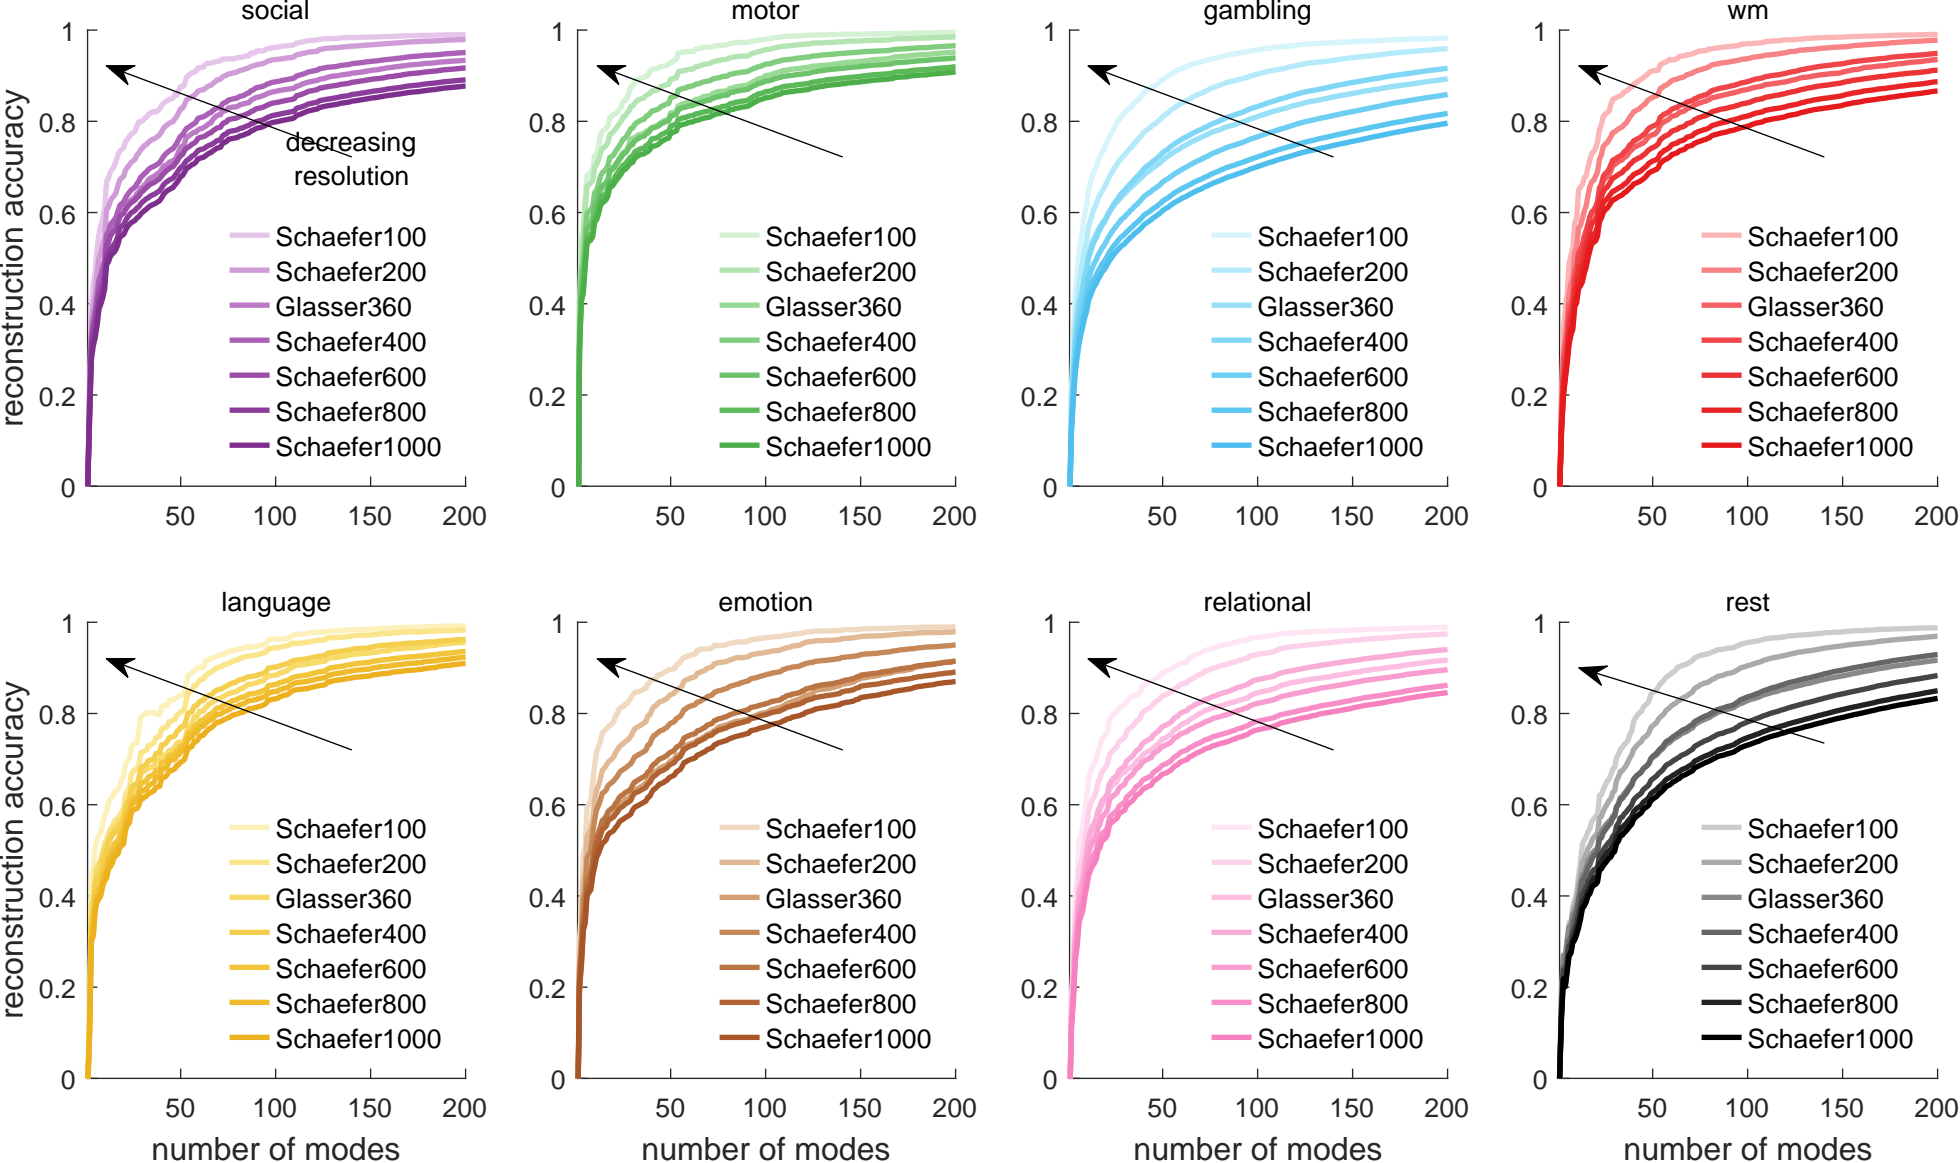 social
motor
gambling
wm
reconstruction accuracy
1
0.8
0.6
0.4
0.2
0
decreasing
resolution
Schaefer100
Schaefer200
Glasser360
Schaefer400
Schaefer600
Schaefer800
Schaefer1000
50 100 150 200
1
0.8
0.6
0.4
0.2
0
Schaefer100
Schaefer200
Glasser360
Schaefer400
Schaefer600
Schaefer800
Schaefer1000
50 100 150 200
1
0.8
0.6
0.4
0.2
0
Schaefer100
Schaefer200
Glasser360
Schaefer400
Schaefer600
Schaefer800
Schaefer1000
50 100 150 200
1
0.8
0.6
0.4
0.2
0
Schaefer100
Schaefer200
Glasser360
Schaefer400
Schaefer600
Schaefer800
Schaefer1000
50 100 150 200
language
emotion
relational
rest
reconstruction accuracy
1
0.8
0.6
0.4
0.2
0
Schaefer100
Schaefer200
Glasser360
Schaefer400
Schaefer600
Schaefer800
Schaefer1000
50 100 150 200
number of modes
1
0.8
0.6
0.4
0.2
0
Schaefer100
Schaefer200
Glasser360
Schaefer400
Schaefer600
Schaefer800
Schaefer1000
50 100 150 200
number of modes
1
0.8
0.6
0.4
0.2
0
Schaefer100
Schaefer200
Glasser360
Schaefer400
Schaefer600
Schaefer800
Schaefer1000
50 100 150 200
number of modes
1
0.8
0.6
0.4
0.2
0
Schaefer100
Schaefer200
Glasser360
Schaefer400
Schaefer600
Schaefer800
Schaefer1000
50 100 150 200
number of modes